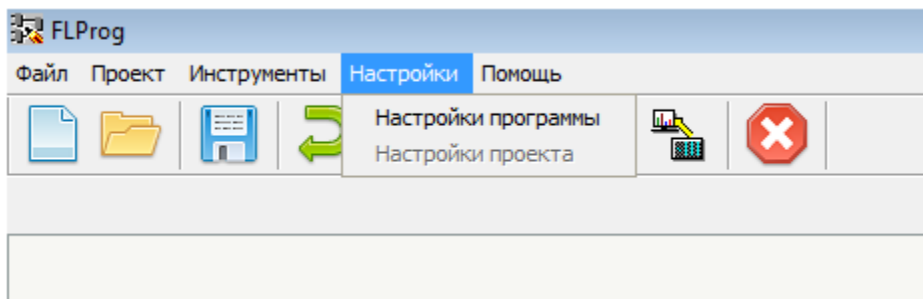 FLProg
Файл Проект Инструменты Настройки Помощь
Настройки программы
Настройки проекта